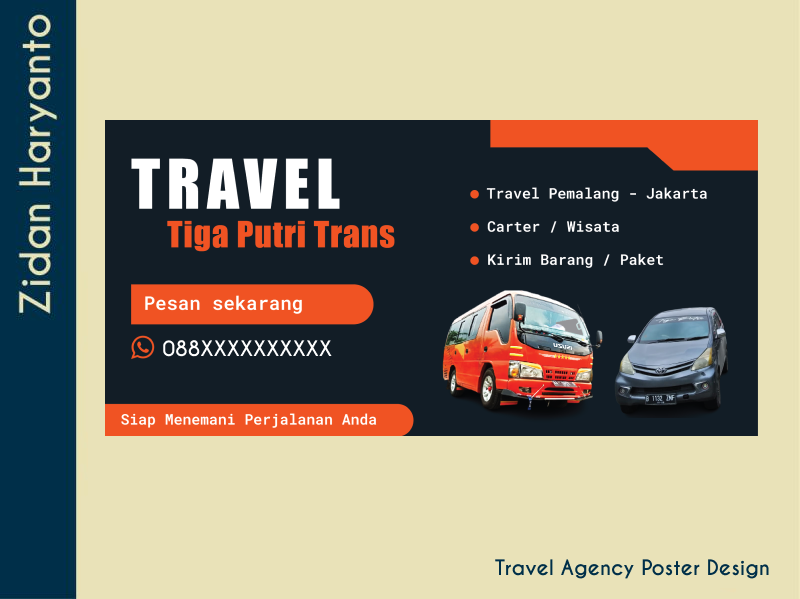 Zidan Haryanto
TRAVEL
Tiga Putri Trans
Pesan sekarang
088XXXXXXXXXX
Siap Menemani Perjalanan Anda
Travel Pemalang - Jakarta
Carter / Wisata
Kirim Barang / Paket
ISUZU
Travel Agency Poster Design